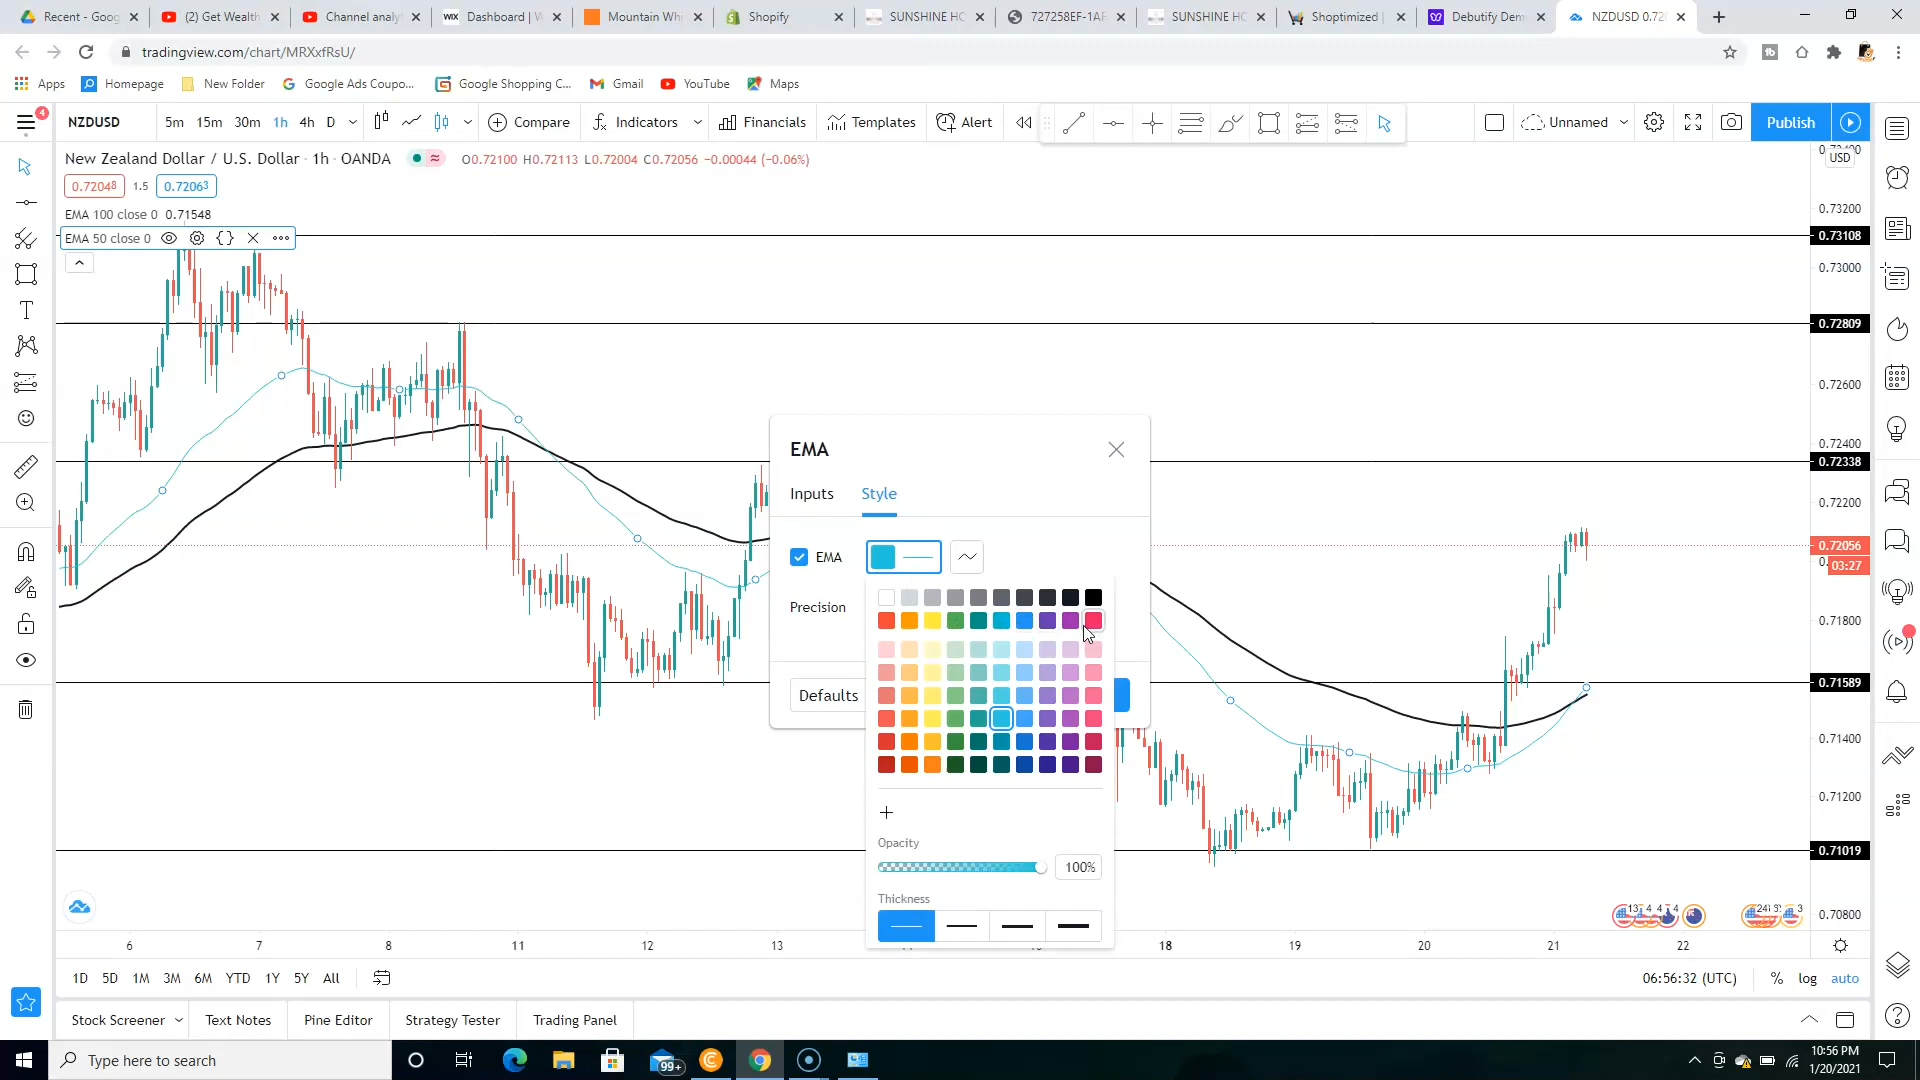 Recent - Goog
(2) Get Wealth
Channel analy
WIX Dashboard | W
Mountain Whi
Shopify
SUNSHINE HO
727258EF-1AE
SUNSHINE HO
Shoptimized |
Debutify Dem
NZDUSD 0.720
tradingview.com/chart/MRXxfRsU/
Apps
Homepage
New Folder
Google Ads Coupo...
Google Shopping C...
Gmail
YouTube
Maps
4
NZDUSD
5m 15m 30m 1h 4h D
Compare
Indicators
Financials
Templates
Alert
Unnamed
Publish
New Zealand Dollar / U.S. Dollar · 1h · OANDA
O0.72100 H0.72113 L0.72004 C0.72056 −0.00044 (−0.06%)
USD
0.72048 1.5 0.72063
EMA 100 close 0 0.71548
EMA 50 close 0
0.73200
0.73108
0.73000
0.72809
0.72600
0.72400
0.72338
0.72200
0.72056
03:27
0.71800
0.71589
0.71400
0.71200
0.71019
0.70800
EMA
Inputs
Style
EMA
Precision
Defaults
Opacity
100%
Thickness
6 7 8 11 12 13 18 19 20 21 22
1D 5D 1M 3M 6M YTD 1Y 5Y All
06:56:32 (UTC)
% log auto
Stock Screener
Text Notes
Pine Editor
Strategy Tester
Trading Panel
Type here to search
99+
10:56 PM
1/20/2021